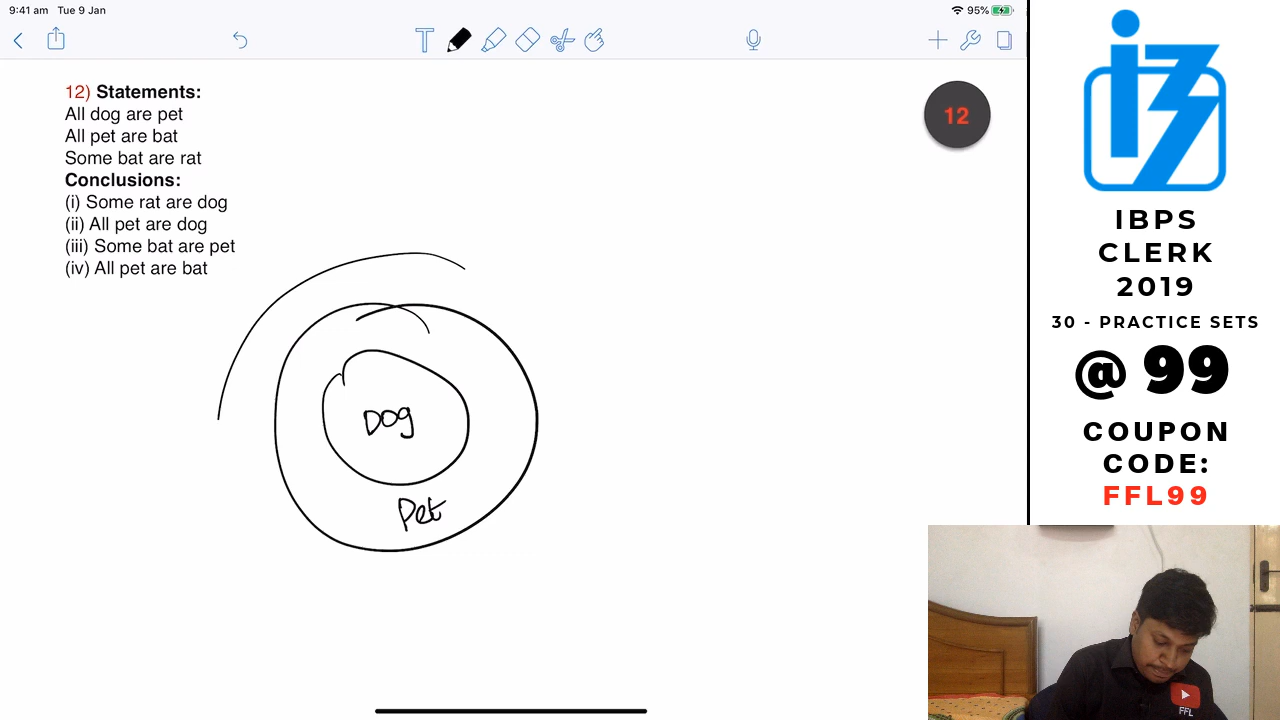 9:41 am Tue 9 Jan
95%
T
12) Statements:
All dog are pet
All pet are bat
Some bat are rat
Conclusions:
(i) Some rat are dog
(ii) All pet are dog
(iii) Some bat are pet
(iv) All pet are bat
12
Dog
Pet
IBPS
CLERK
2019
30 - PRACTICE SETS
@ 99
COUPON
CODE:
FFL99
FFL